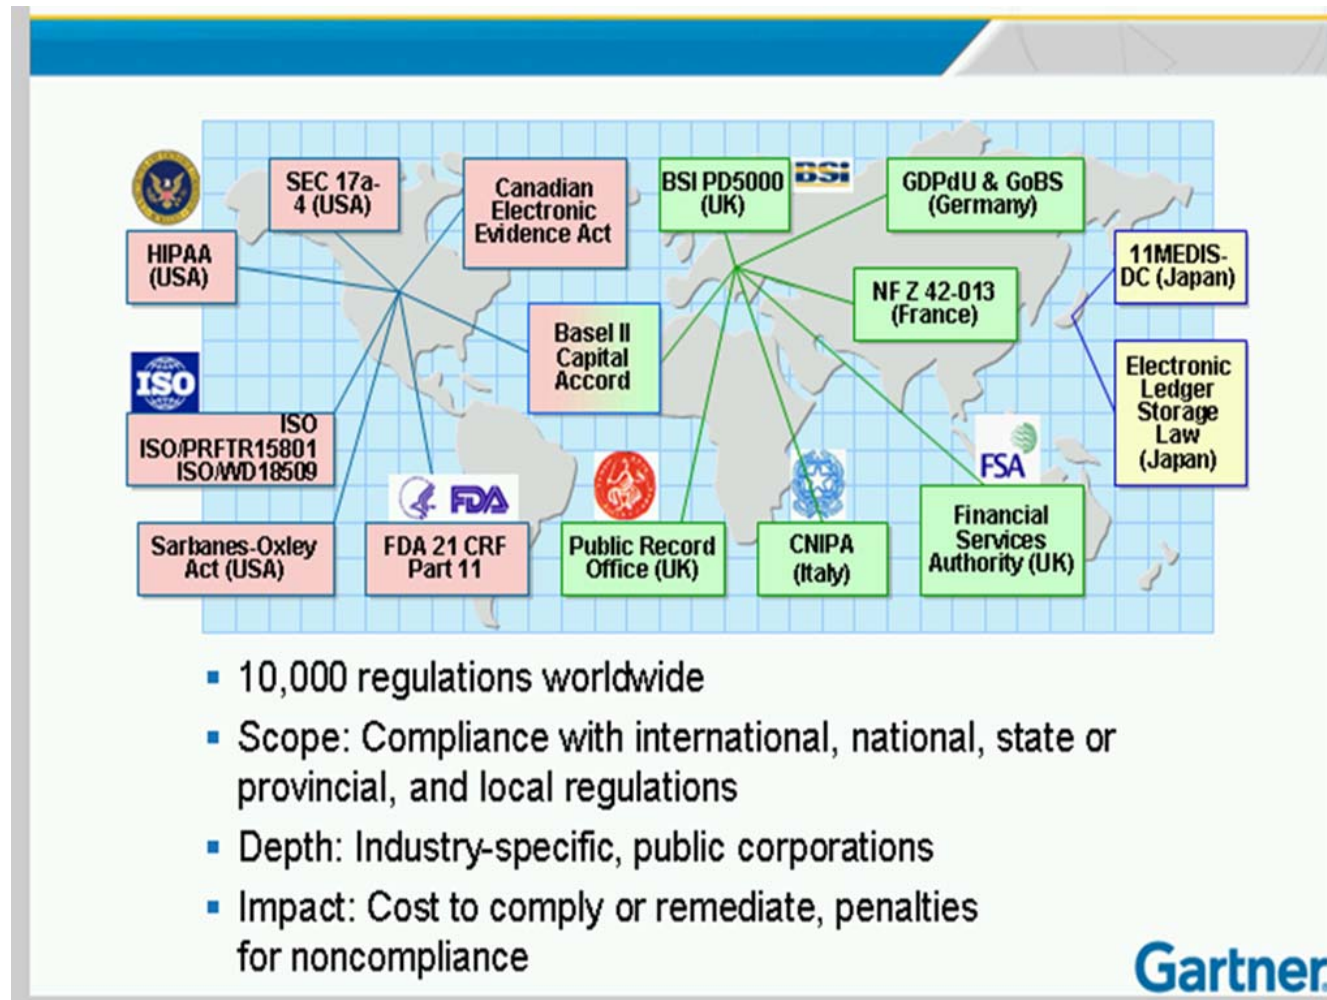 SEC 17a-
4 (USA)
Canadian
Electronic
Evidence Act
BSI PD5000
(UK)
BSi
GDPdU & GoBS
(Germany)
HIPAA
(USA)
11MEDIS-
DC (Japan)
NF Z 42-013
(France)
Basel II
Capital
Accord
ISO
Electronic
Ledger
Storage
Law
(Japan)
ISO
ISO/PRFTR15801
ISO/WD18509
FDA
FSA
Sarbanes-Oxley
Act (USA)
FDA 21 CRF
Part 11
Public Record
Office (UK)
CNIPA
(Italy)
Financial
Services
Authority (UK)
10,000 regulations worldwide
Scope: Compliance with international, national, state or
provincial, and local regulations
Depth: Industry-specific, public corporations
Impact: Cost to comply or remediate, penalties
for noncompliance
Gartner